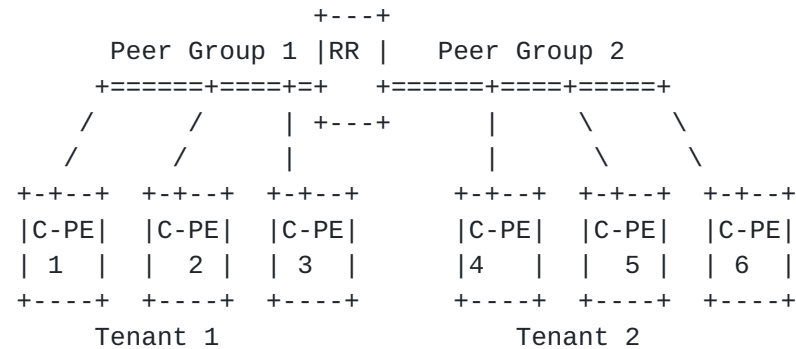 +---+
      Peer Group 1 |RR |   Peer Group 2
     +======+====+=+   +======+====+=====+
    /      /     | +---+      |     \     \
   /      /      |            |      \     \
+-+--+  +-+--+  +-+--+      +-+--+  +-+--+  +-+--+
|C-PE|  |C-PE|  |C-PE|      |C-PE|  |C-PE|  |C-PE|
| 1  |  |  2 |  | 3  |      |4   |  |  5 |  | 6  |
+----+  +----+  +----+      +----+  +----+  +----+
     Tenant 1                   Tenant 2